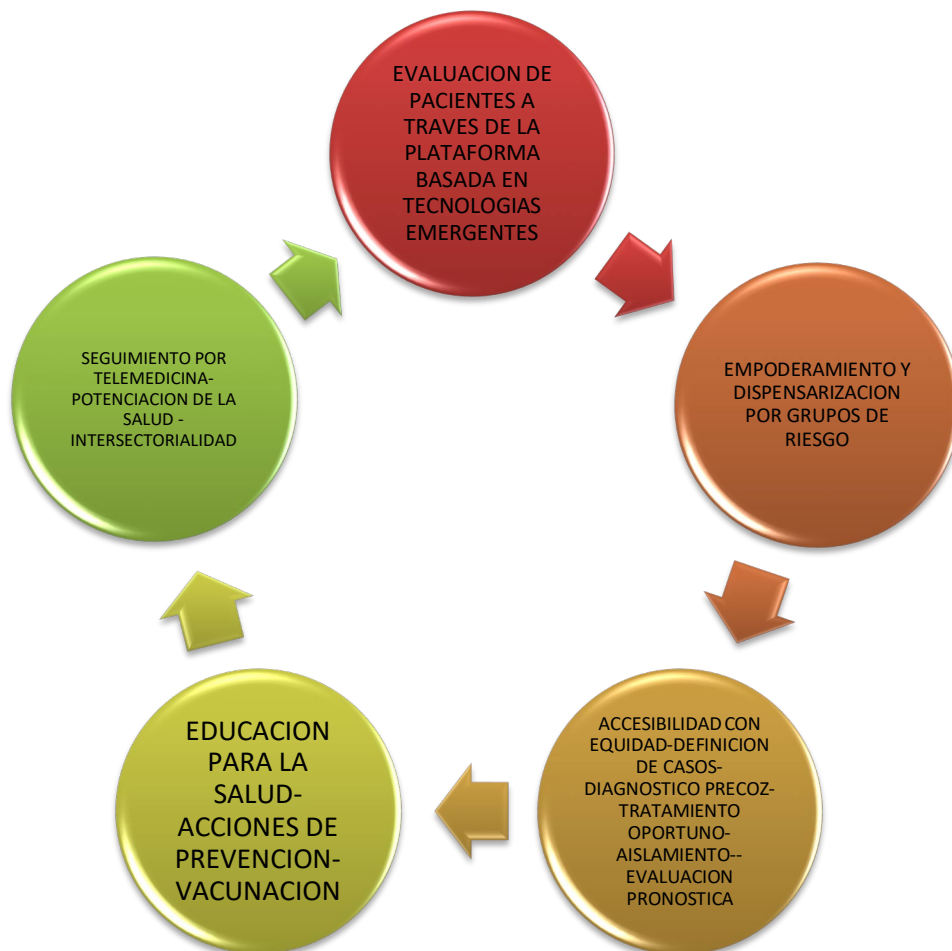 EVALUACION DE
PACIENTES A
TRAVES DE LA
PLATAFORMA
BASADA EN
TECNOLOGIAS
EMERGENTES
EMPODERAMIENTO Y
DISPENSARIZACION
POR GRUPOS DE
RIESGO
ACCESIBILIDAD CON
EQUIDAD-DEFINICION
DE CASOS-
DIAGNOSTICO PRECOZ-
TRATAMIENTO
OPORTUNO-
AISLAMIENTO--
EVALUACION
PRONOSTICA
EDUCACION
PARA LA
SALUD-
ACCIONES DE
PREVENCION-
VACUNACION
SEGUIMIENTO POR
TELEMEDICINA-
POTENCIACION DE LA
SALUD -
INTERSECTORIALIDAD